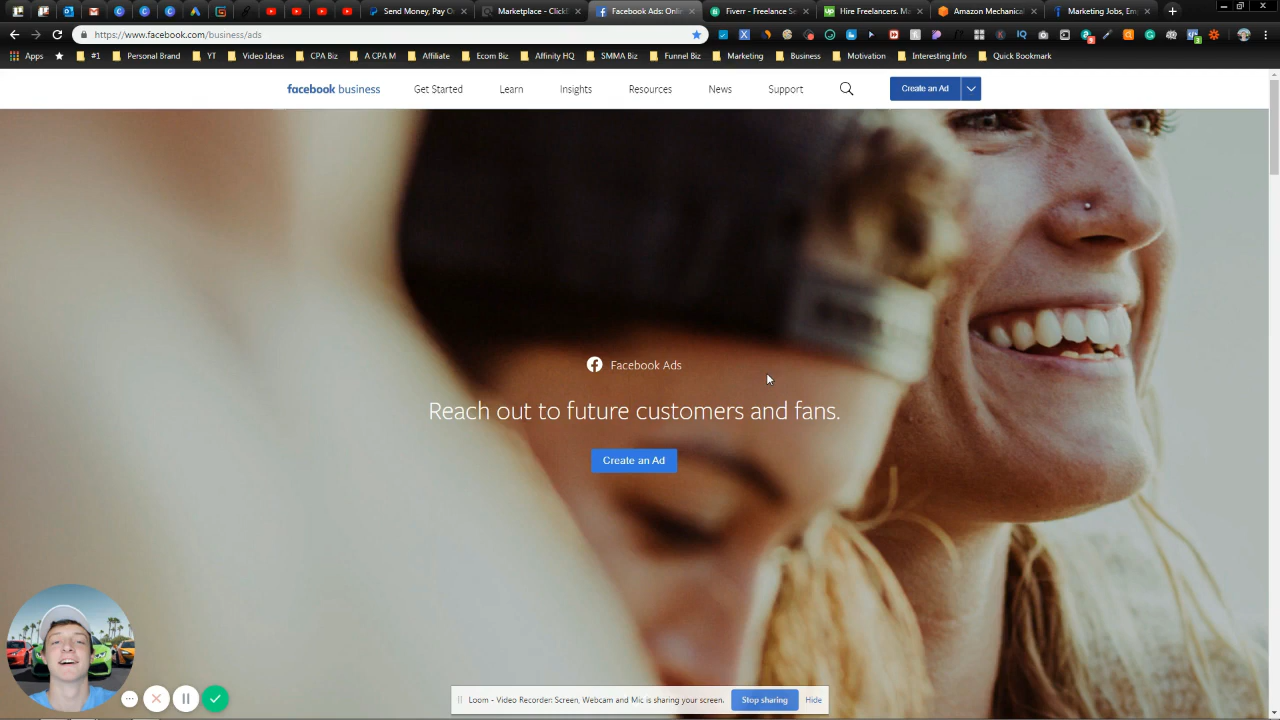 Send Money, Pay O
Marketplace - ClickB
Facebook Ads: Onli
Fiverr - Freelance S
Hire Freelancers. M
Amazon Mechanical
Marketing Jobs, Em
https://www.facebook.com/business/ads
Apps
#1
Personal Brand
YT
Video Ideas
CPA Biz
A CPA M
Affiliate
Ecom Biz
Affinity HQ
SMMA Biz
Funnel Biz
Marketing
Business
Motivation
Interesting Info
Quick Bookmark
facebook business
Get Started
Learn
Insights
Resources
News
Support
Create an Ad
Facebook Ads
Reach out to future customers and fans.
Create an Ad
Loom - Video Recorder: Screen, Webcam and Mic is sharing your screen.
Stop sharing
Hide